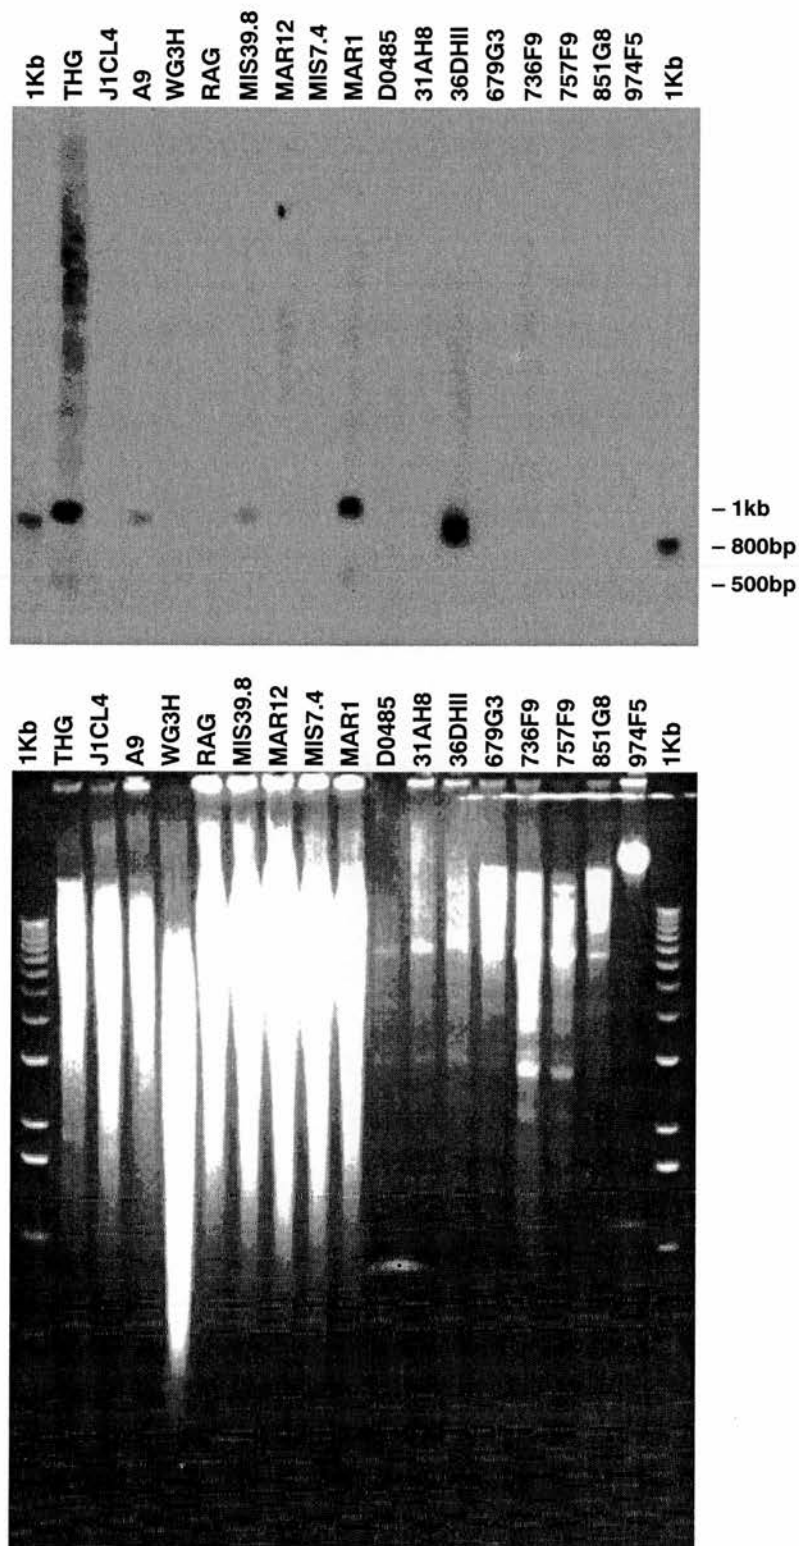 1Kb
THG
J1CL4
A9
WG3H
RAG
MIS39.8
MAR12
MIS7.4
MAR1
D0485
31AH8
36DHII
679G3
736F9
757F9
851G8
974F5
1Kb
– 1kb
– 800bp
– 500bp
1Kb
THG
J1CL4
A9
WG3H
RAG
MIS39.8
MAR12
MIS7.4
MAR1
D0485
31AH8
36DHII
679G3
736F9
757F9
851G8
974F5
1Kb